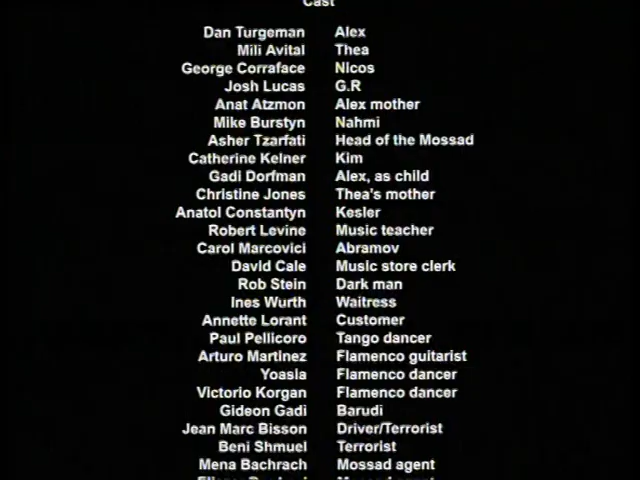 Cast
Dan Turgeman Alex
Mili Avital Thea
George Corraface Nicos
Josh Lucas G.R
Anat Atzmon Alex mother
Mike Burstyn Nahmi
Asher Tzarfati Head of the Mossad
Catherine Kelner Kim
Gadi Dorfman Alex, as child
Christine Jones Thea's mother
Anatol Constantyn Kesler
Robert Levine Music teacher
Carol Marcovici Abramov
David Cale Music store clerk
Rob Stein Dark man
Ines Wurth Waitress
Annette Lorant Customer
Paul Pellicoro Tango dancer
Arturo Martinez Flamenco guitarist
Yoasia Flamenco dancer
Victorio Korgan Flamenco dancer
Gideon Gadi Barudi
Jean Marc Bisson Driver/Terrorist
Beni Shmuel Terrorist
Mena Bachrach Mossad agent